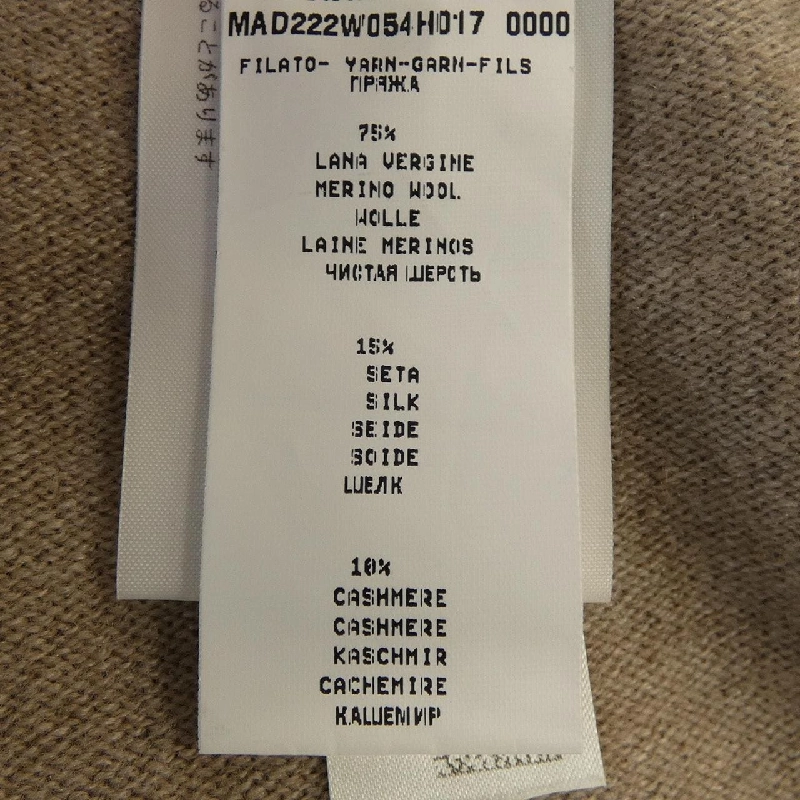 MAD222W054H017 0000
FILATO- YARN-GARN-FILS
ПРЯЖА
75%
LANA VERGINE
MERINO WOOL
WOLLE
LAINE MERINOS
ЧИСТАЯ ШЕРСТЬ
15%
SETA
SILK
SEIDE
SOIDE
ШЕЛК
10%
CASHMERE
CASHMERE
KASCHMIR
CACHEMIRE
КАШЕМИР